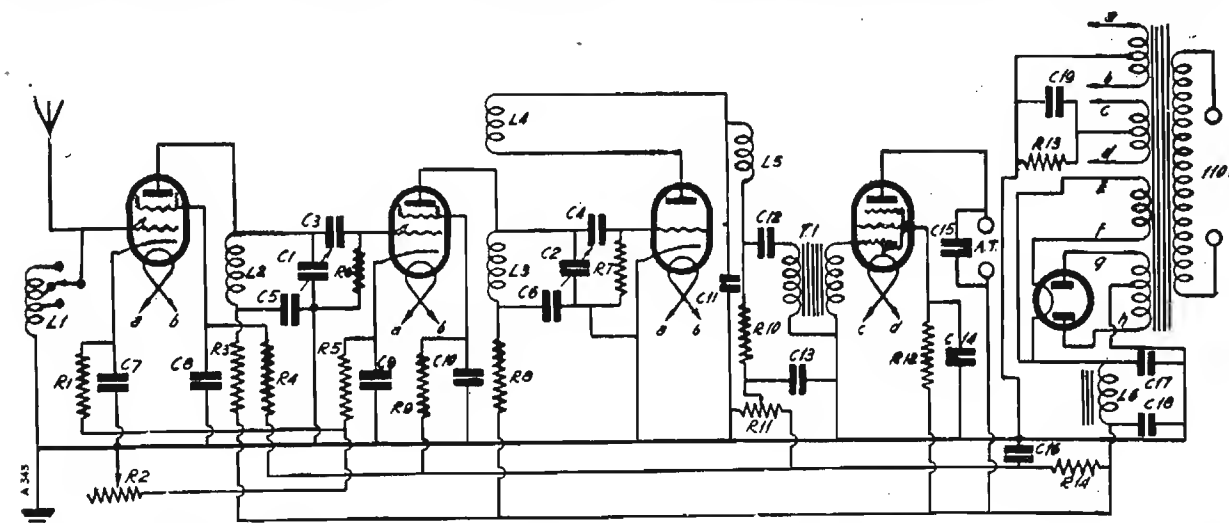 L4
C19
b
c
L5
R13
d
110.
C3
C4
C12
T1
C15
A.T.
e
f
C1
R6
L2
L3
C2
R7
g
C5
C6
C11
h
L1
a
b
a
b
a
b
R10
c
d
R1
C7
C8
R3
R4
R5
C9
C10
R9
R8
C13
R12
C14
L6
C17
C18
R11
R2
C16
R14
A 343